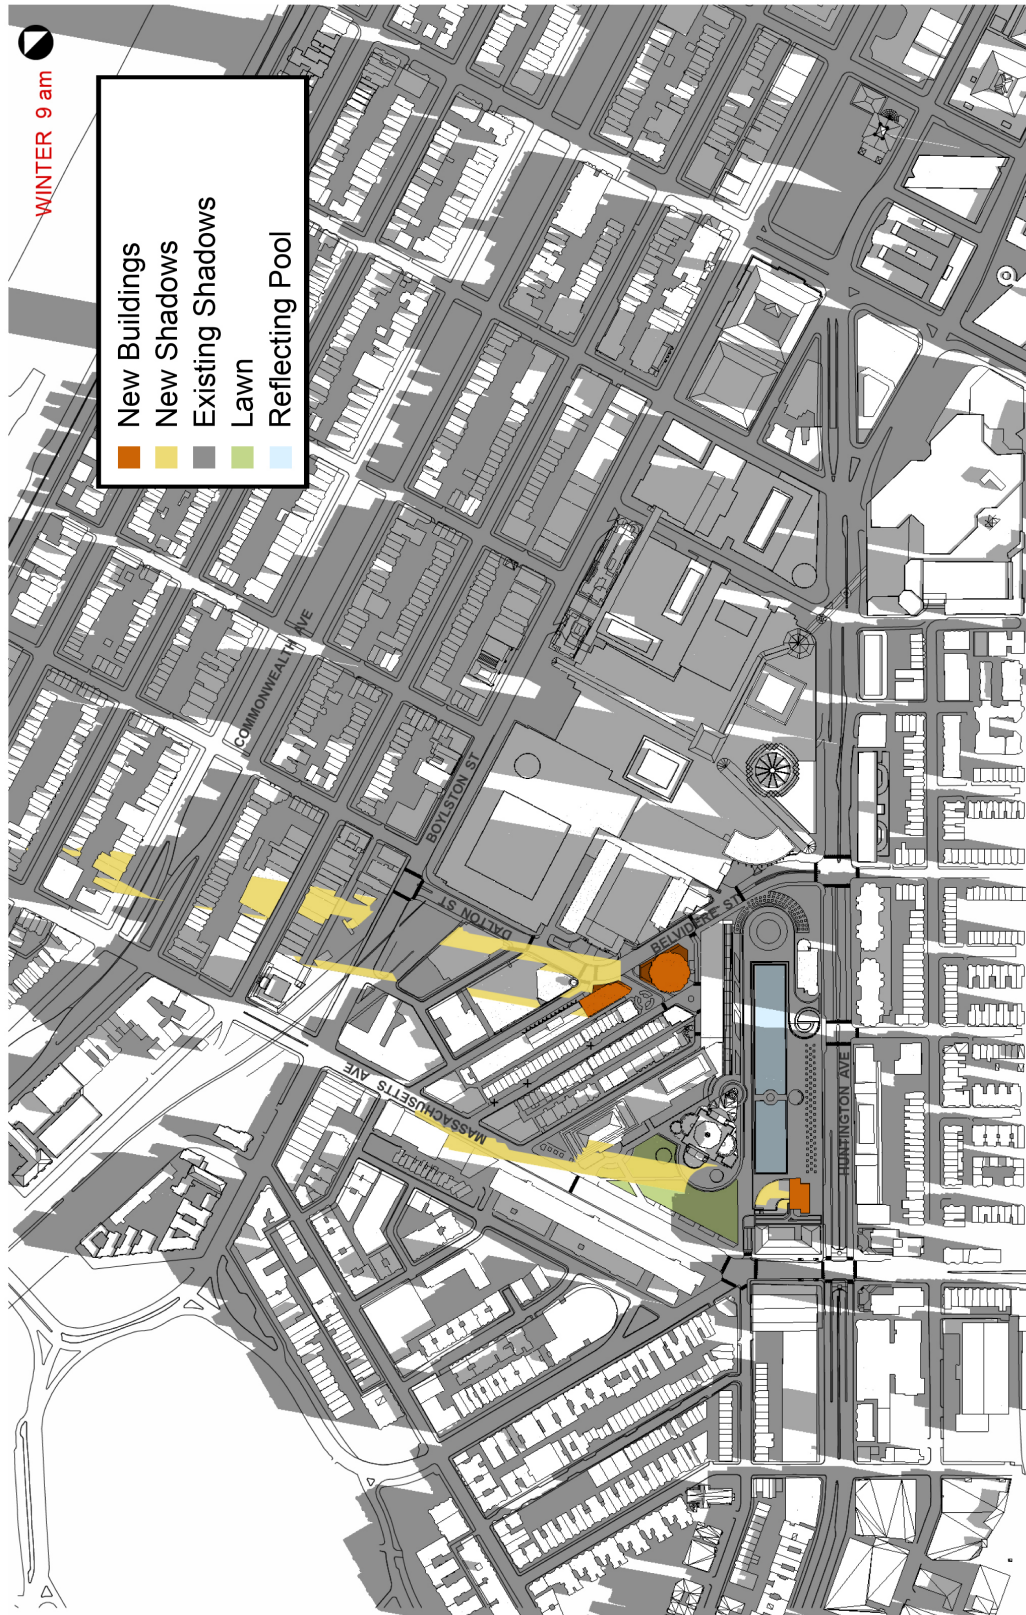 WINTER 9 am
New Buildings
New Shadows
Existing Shadows
Lawn
Reflecting Pool
COMMONWEALTH AVE
BOYLSTON ST
DALTON ST
BELVIDERE ST
MASSACHUSETTS AVE
HUNTINGTON AVE